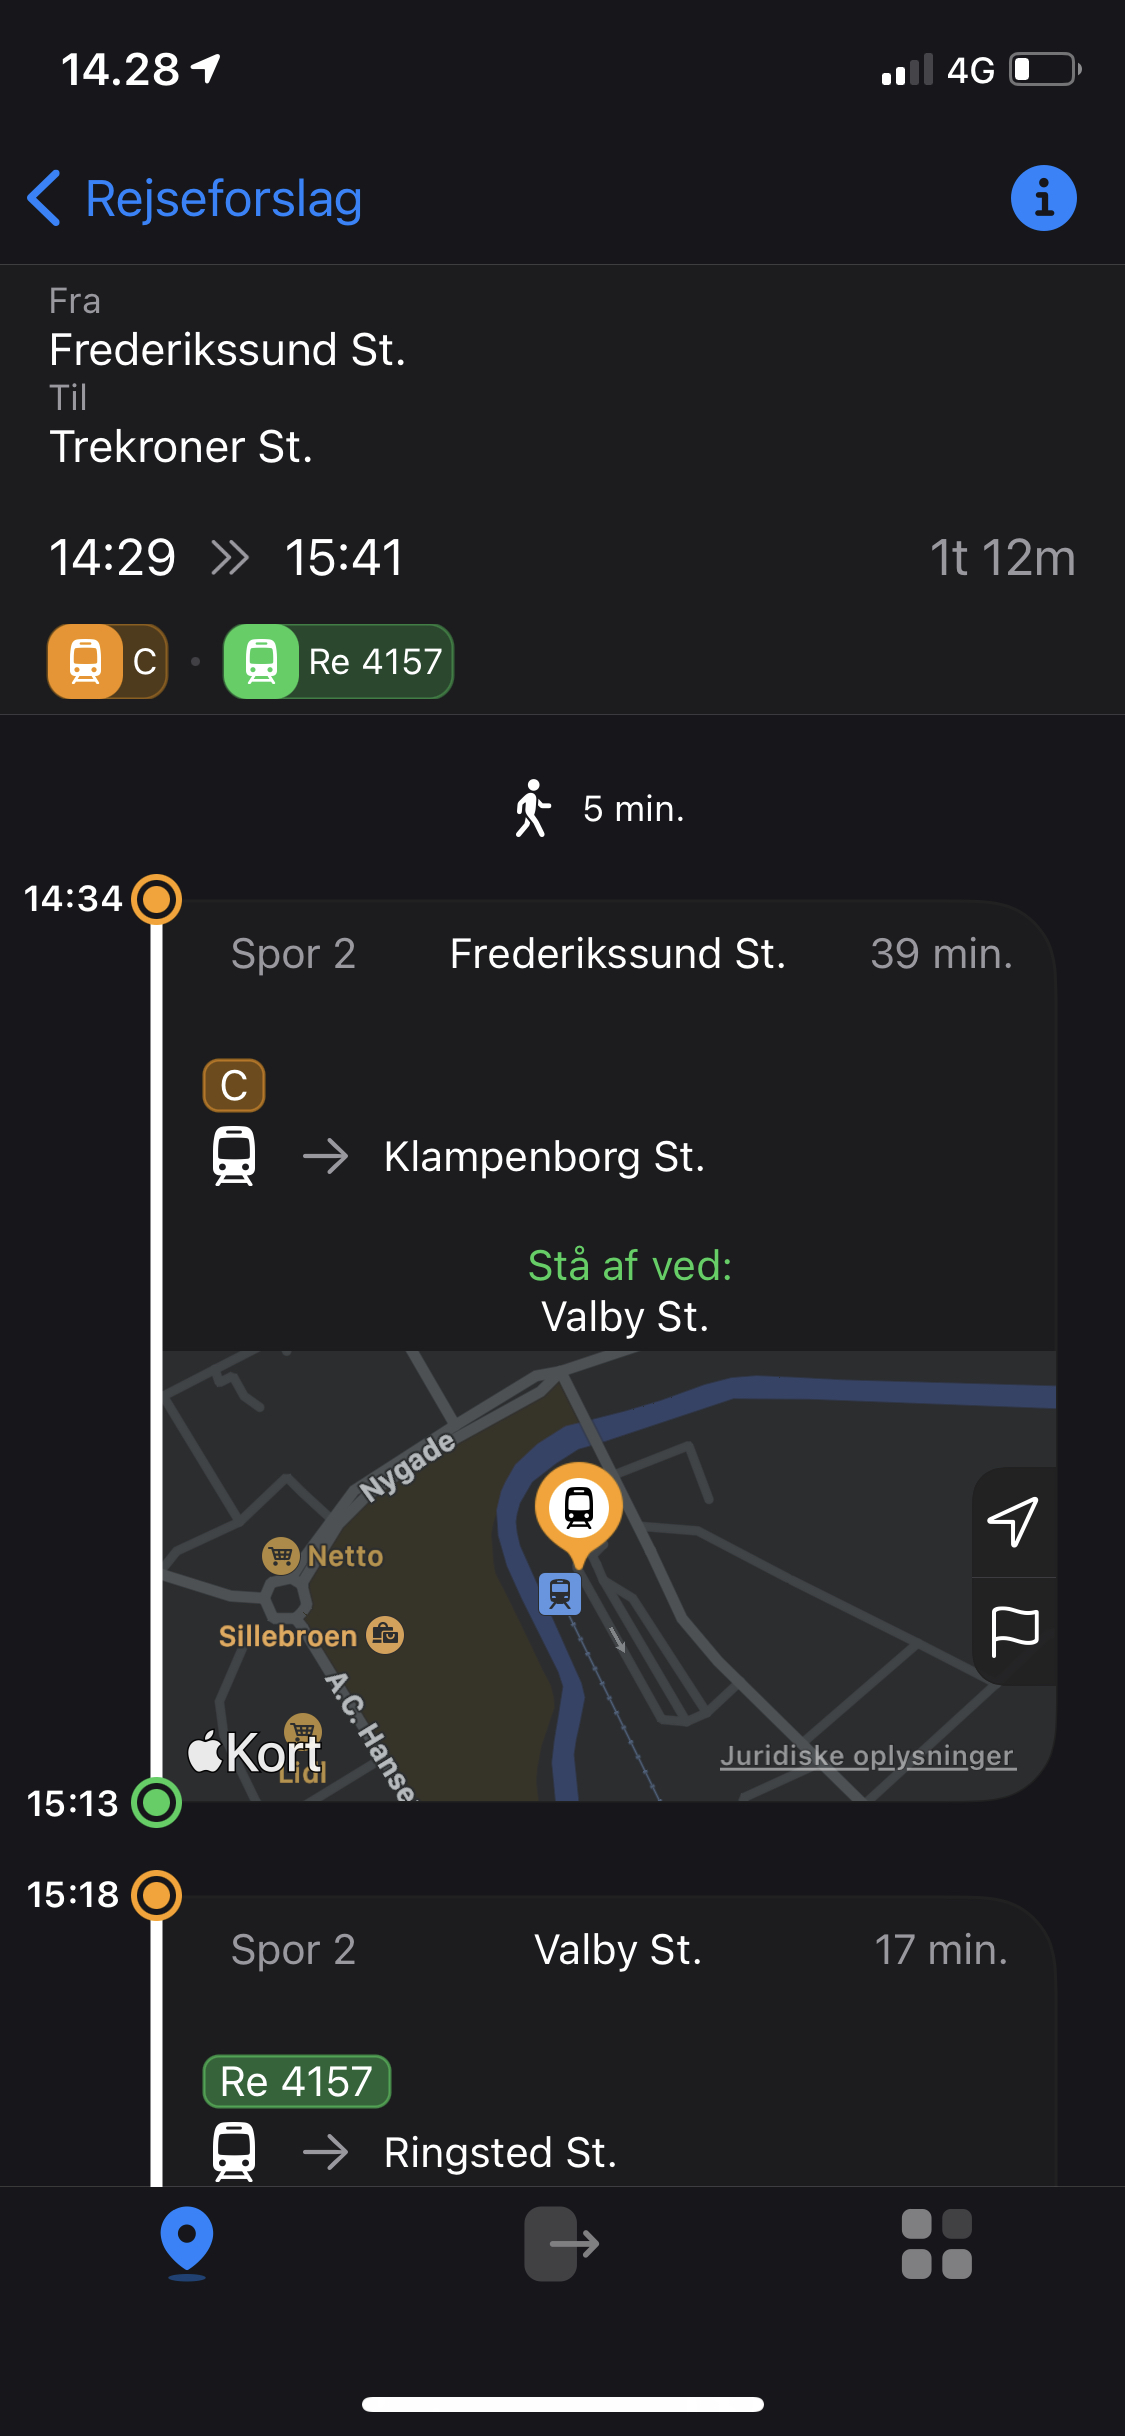 14.28
4G
Rejseforslag
Fra
Frederikssund St.
Til
Trekroner St.
14:29 15:41 1t 12m
C Re 4157
5 min.
14:34
Spor 2 Frederikssund St. 39 min.
C
Klampenborg St.
Stå af ved:
Valby St.
Nygade
Netto
Sillebroen
A.C. Hanse
Kort
Lidl
Juridiske oplysninger
15:13
15:18
Spor 2 Valby St. 17 min.
Re 4157
Ringsted St.